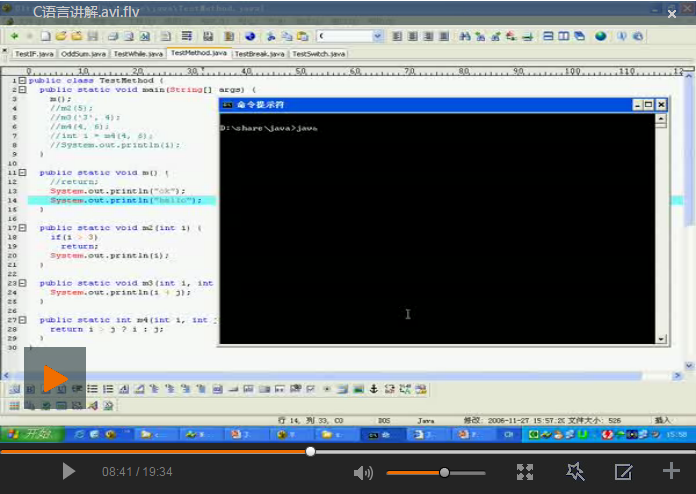 C语言讲解.avi.flv
TestIF.java OddSum.java TestWhile.java TestMethod.java TestBreak.java TestSwitch.java
0 10 20 30 60 70 80 90 100 110 12
1 public class TestMethod {
2 public static void main(String[] args) {
3 m();
4 //m2(5);
5 //m3('3', 4);
6 //m4(4, 6);
7 //int i = m4(4, 6);
8 //System.out.println(i);
9 }
10
11 public static void m() {
12 //return;
13 System.out.println("ok");
14 System.out.println("hello");
15 }
16
17 public static void m2(int i) {
18 if(i > 3)
19 return;
20 System.out.println(i);
21 }
22
23 public static void m3(int i, int
24 System.out.println(i + j);
25 }
26
27 public static int m4(int i, int j
28 return i > j ? i : j;
29 }
30 }
命令提示符
D:\share\java>java
行 14, 列 33, C0 DOS Java 修改: 2006-11-27 15:57:20 文件大小: 526 插入
开始
15:58
08:41 / 19:34